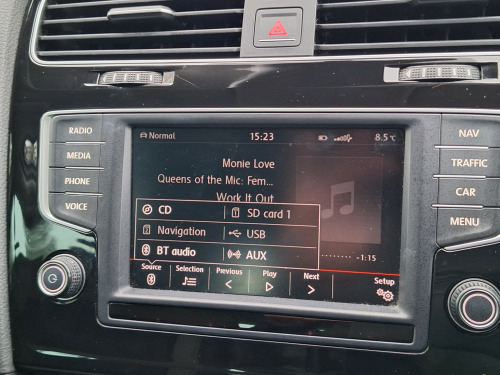 RADIO
MEDIA
PHONE
VOICE
Normal 15:23 8.5°C
Monie Love
Queens of the Mic: Fem...
Work It Out
CD SD card 1
Navigation USB
BT audio AUX
-1:15
Source Selection Previous Play Next Setup
NAV
TRAFFIC
CAR
MENU